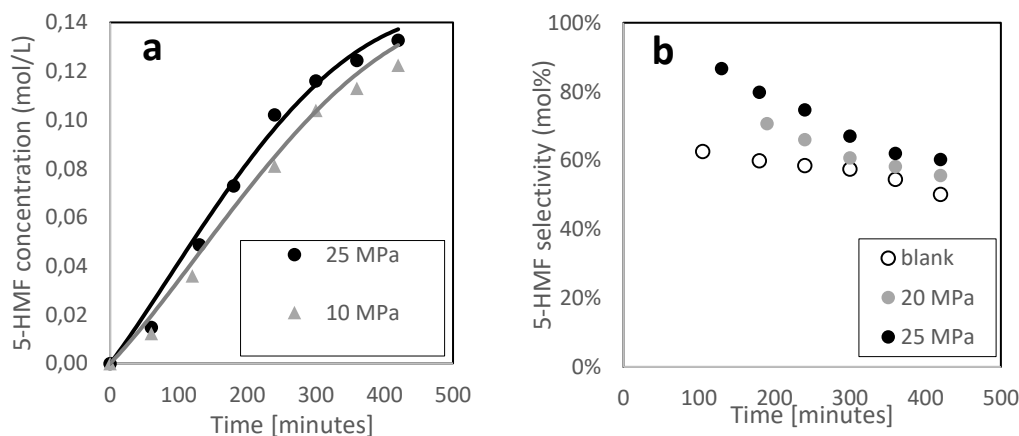 a
5-HMF concentration (mol/L)
0,14
0,12
0,10
0,08
0,06
0,04
0,02
0,00
25 MPa
10 MPa
0
100
200
300
400
500
Time [minutes]
b
5-HMF selectivity (mol%)
100%
80%
60%
40%
20%
0%
blank
20 MPa
25 MPa
0
100
200
300
400
500
Time [minutes]